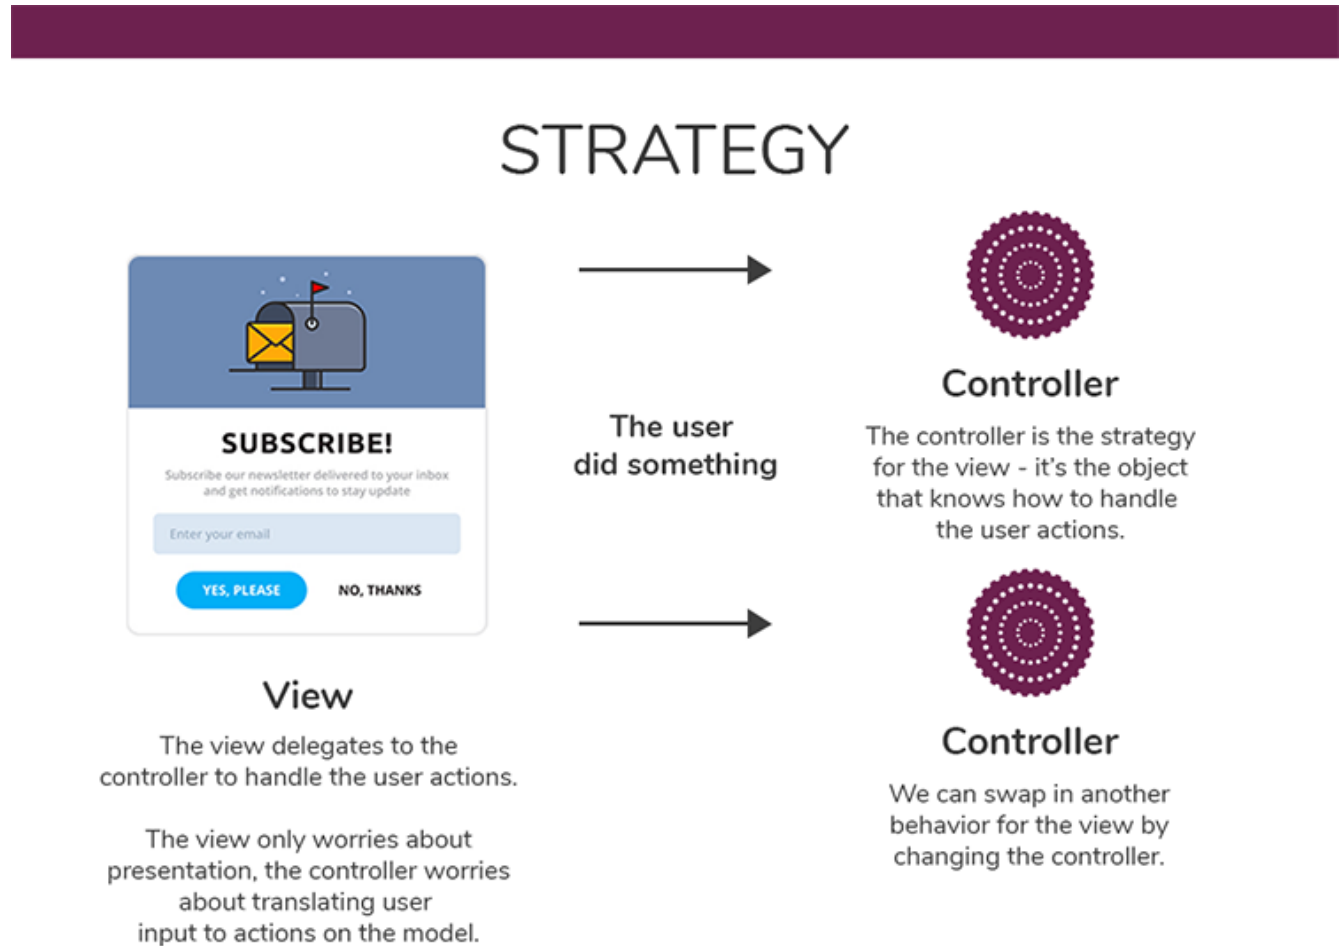 STRATEGY
SUBSCRIBE!
Subscribe our newsletter delivered to your inbox
and get notifications to stay update
Enter your email
YES, PLEASE
NO, THANKS
View
The view delegates to the
controller to handle the user actions.
The view only worries about
presentation, the controller worries
about translating user
input to actions on the model.
The user
did something
Controller
The controller is the strategy
for the view - it's the object
that knows how to handle
the user actions.
Controller
We can swap in another
behavior for the view by
changing the controller.